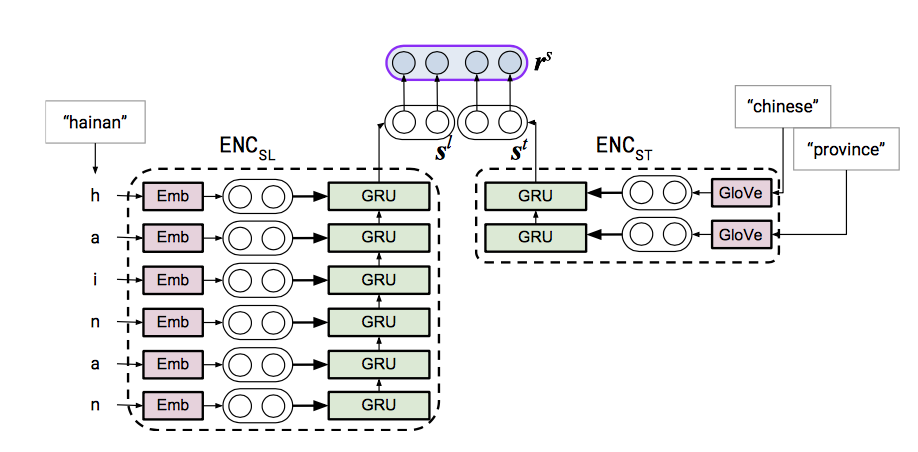 r^s
"chinese"
"hainan"
s^l
s^t
ENC_SL
ENC_ST
"province"
h Emb GRU
GRU GloVe
a Emb GRU
GRU GloVe
i Emb GRU
n Emb GRU
a Emb GRU
n Emb GRU